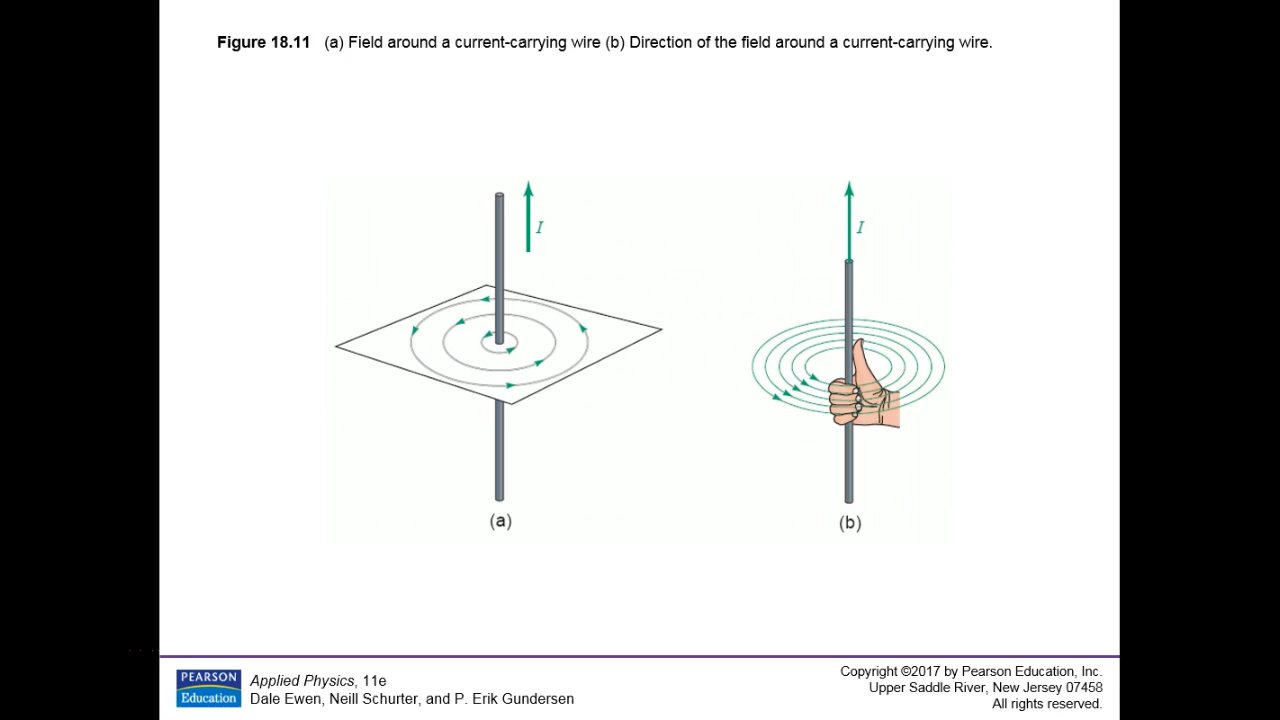 Figure 18.11 (a) Field around a current-carrying wire (b) Direction of the field around a current-carrying wire.
I
I
(a)
(b)
PEARSON
Education
Applied Physics, 11e
Dale Ewen, Neill Schurter, and P. Erik Gundersen
Copyright ©2017 by Pearson Education, Inc.
Upper Saddle River, New Jersey 07458
All rights reserved.